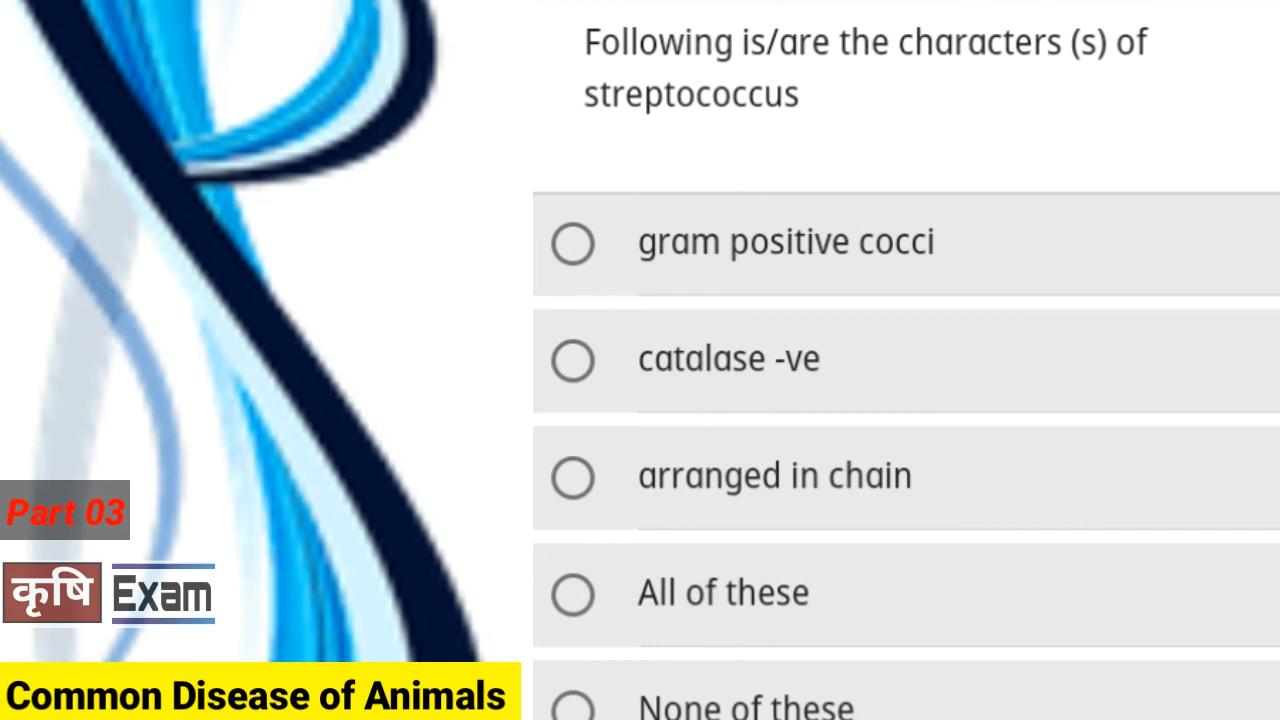 Following is/are the characters (s) of
streptococcus
gram positive cocci
catalase -ve
arranged in chain
All of these
None of these
Part 03
कृषि Exam
Common Disease of Animals